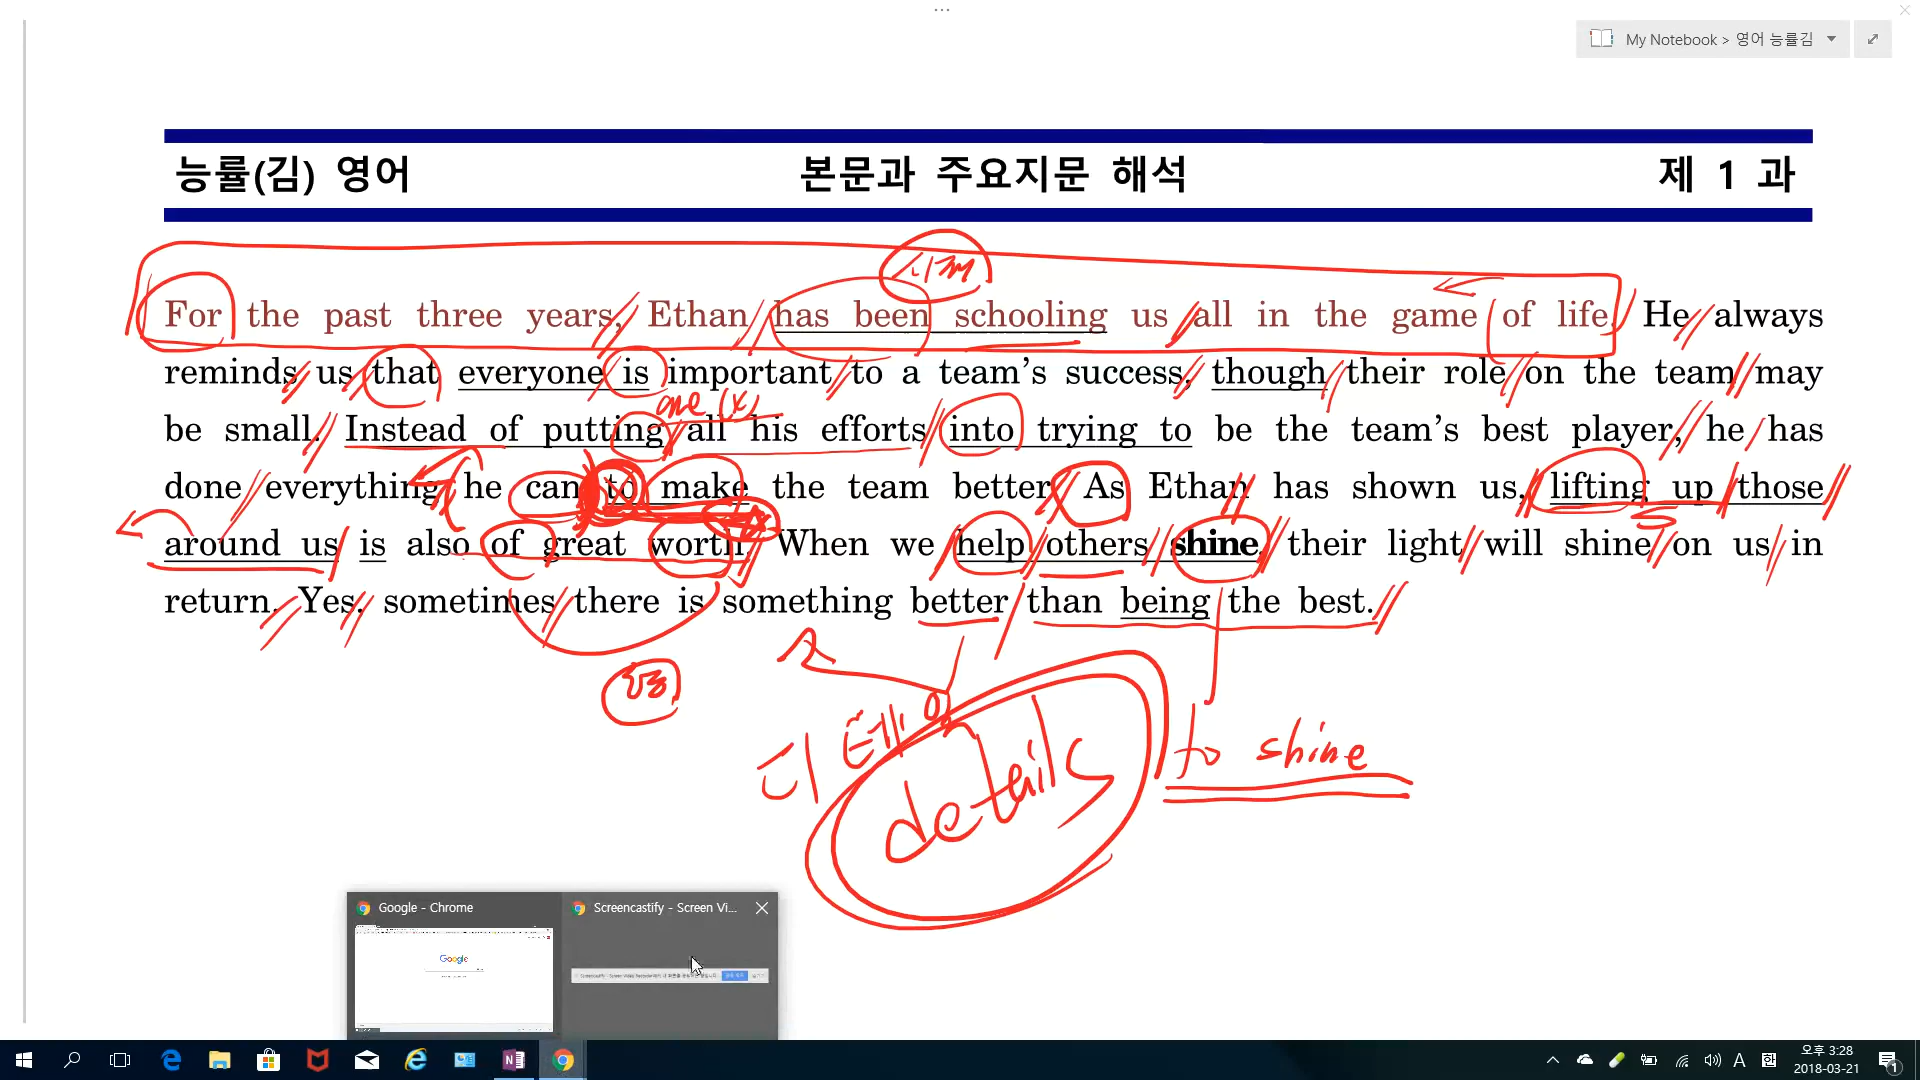 My Notebook > 영어 능률김
능률(김) 영어 본문과 주요지문 해석 제 1 과
시제
For the past three years, Ethan has been schooling us all in the game of life. He always
reminds us that everyone is important to a team's success, though their role on the team may
one (x)
be small. Instead of putting all his efforts into trying to be the team's best player, he has
done everything he can to make the team better. As Ethan has shown us, lifting up those
around us is also of great worth. When we help others shine, their light will shine on us in
return. Yes, sometimes there is something better than being the best.
디테일
details
to shine
Google - Chrome
Screencastify - Screen Vi...
Google
A
오후 3:28
2018-03-21
1